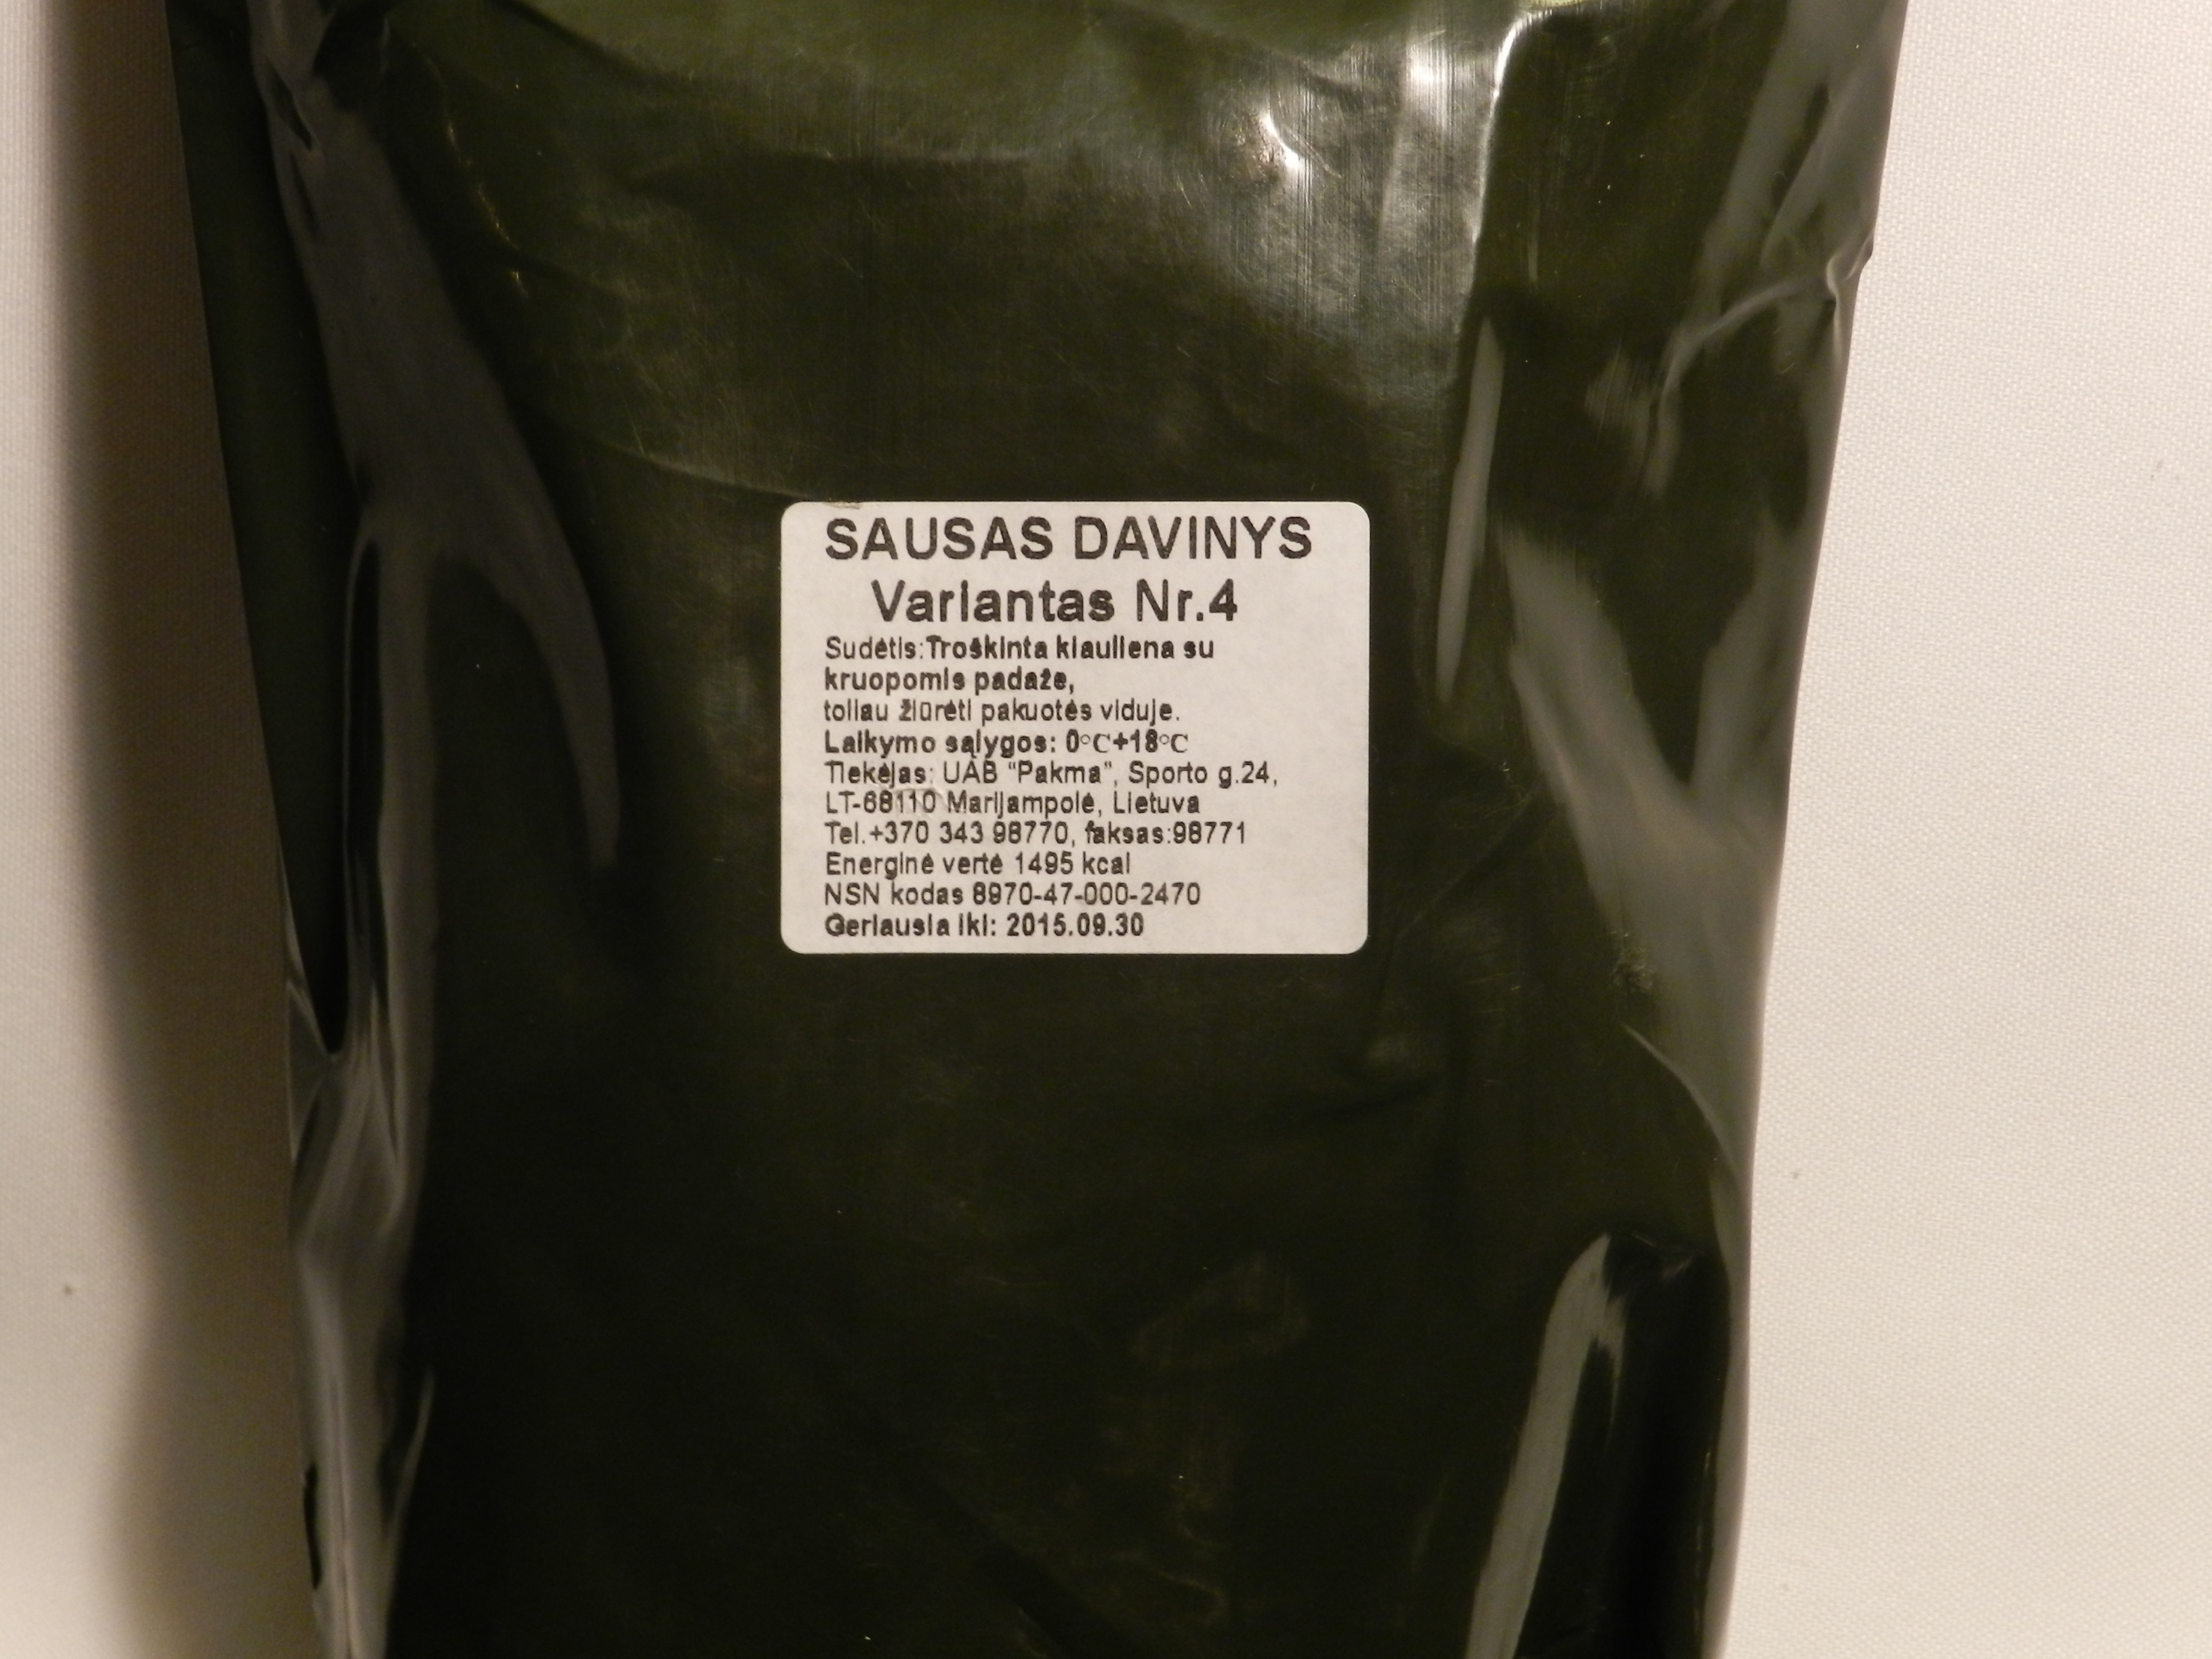 SAUSAS DAVINYS
Variantas Nr.4
Sudėtis:Troškinta kiauliena su
kruopomis padaže,
toliau žiūrėti pakuotės viduje.
Laikymo sąlygos: 0°C+18°C
Tiekėjas: UAB "Pakma", Sporto g.24,
LT-68110 Marijampolė, Lietuva
Tel.+370 343 98770, faksas:98771
Energinė vertė 1495 kcal
NSN kodas 8970-47-000-2470
Geriausia iki: 2015.09.30